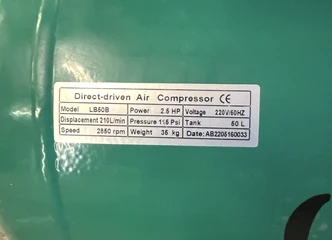 Direct-driven Air Compressor CE
Model LB50B Power 2.5 HP Voltage 220V/60HZ
Displacement 210L/min Pressure 115 Psi Tank 50 L
Speed 2850 rpm Weight 35 kg Date: AB2205160033